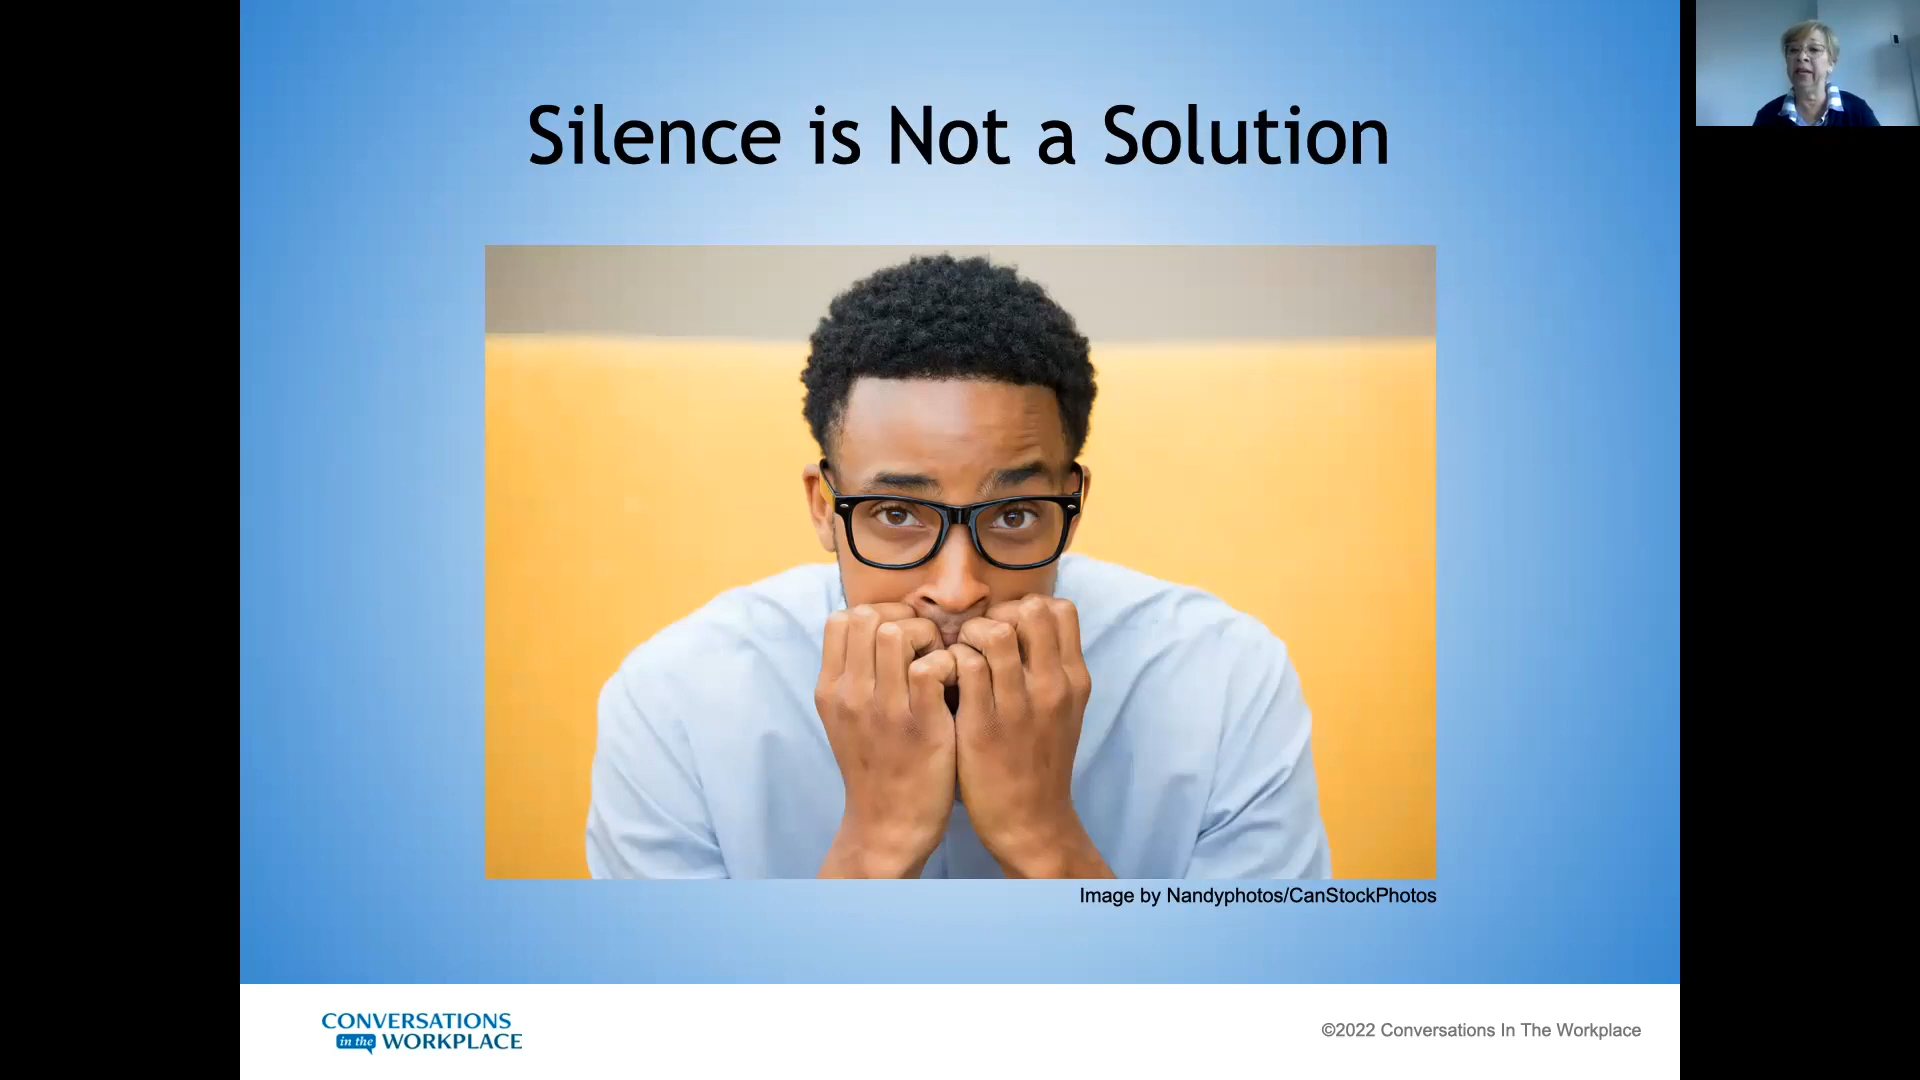 Silence is Not a Solution
Image by Nandyphotos/CanStockPhotos
CONVERSATIONS
in the WORKPLACE
©2022 Conversations In The Workplace